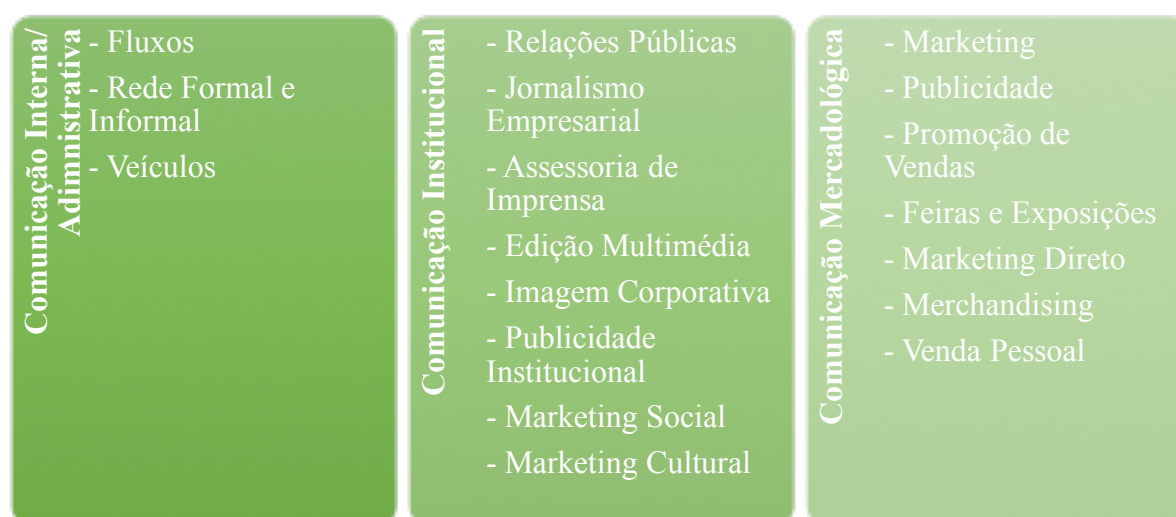 Comunicação Interna/
Adimnistrativa
- Fluxos
- Rede Formal e
Informal
- Veículos
Comunicação Institucional
- Relações Públicas
- Jornalismo
Empresarial
- Assessoria de
Imprensa
- Edição Multimédia
- Imagem Corporativa
- Publicidade
Institucional
- Marketing Social
- Marketing Cultural
Comunicação Mercadológica
- Marketing
- Publicidade
- Promoção de
Vendas
- Feiras e Exposições
- Marketing Direto
- Merchandising
- Venda Pessoal